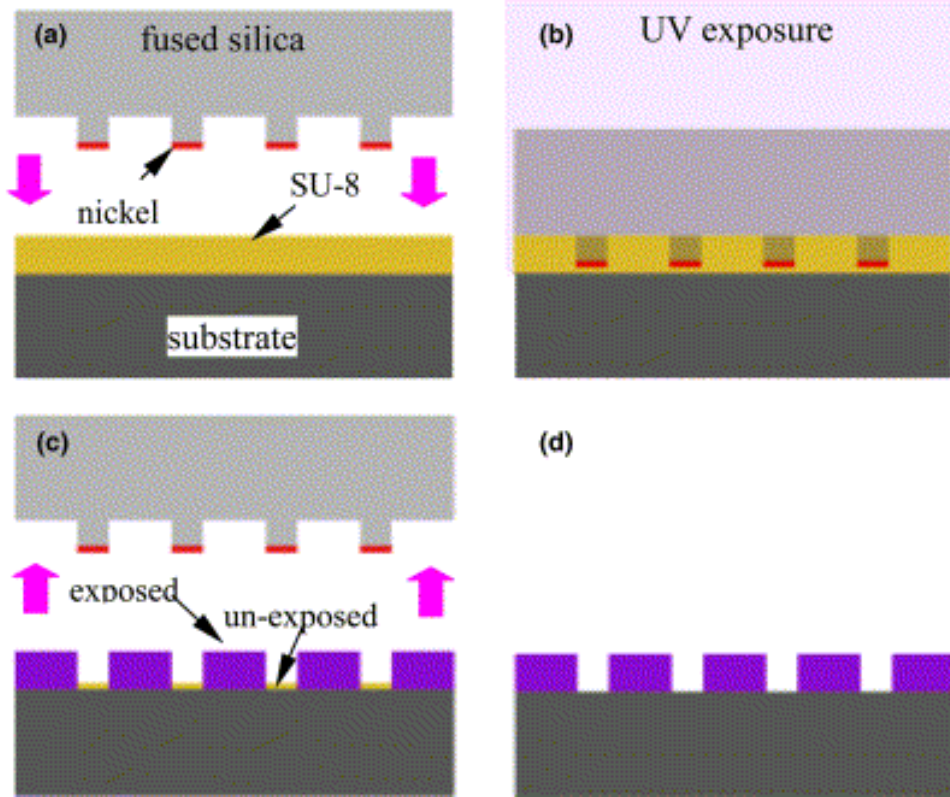 (a)
fused silica
nickel
SU-8
substrate
(b)
UV exposure
(c)
exposed
un-exposed
(d)